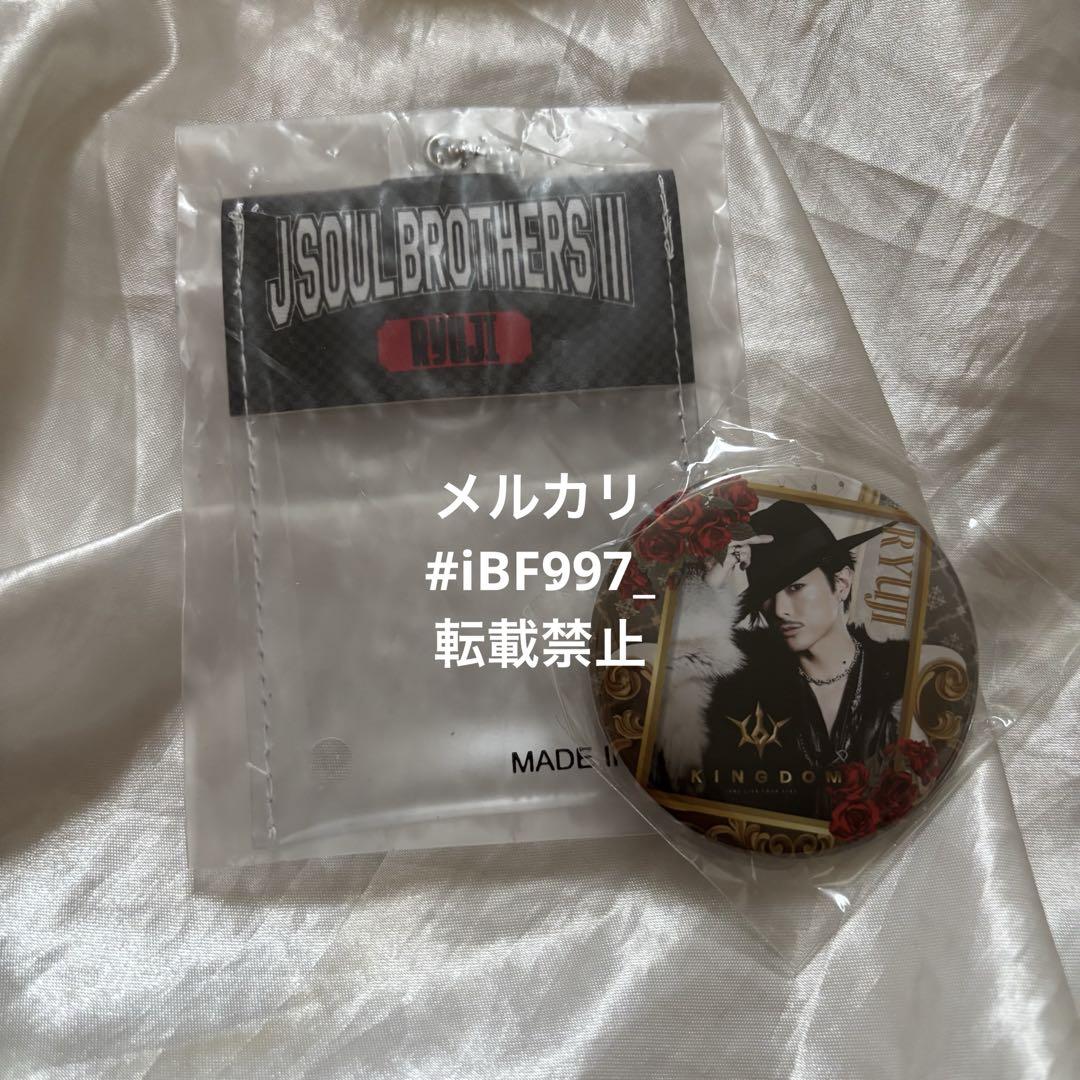 J SOUL BROTHERS III
RYUJI
メルカリ
#iBF997_
転載禁止
MADE I
RYUJI
KINGDOM